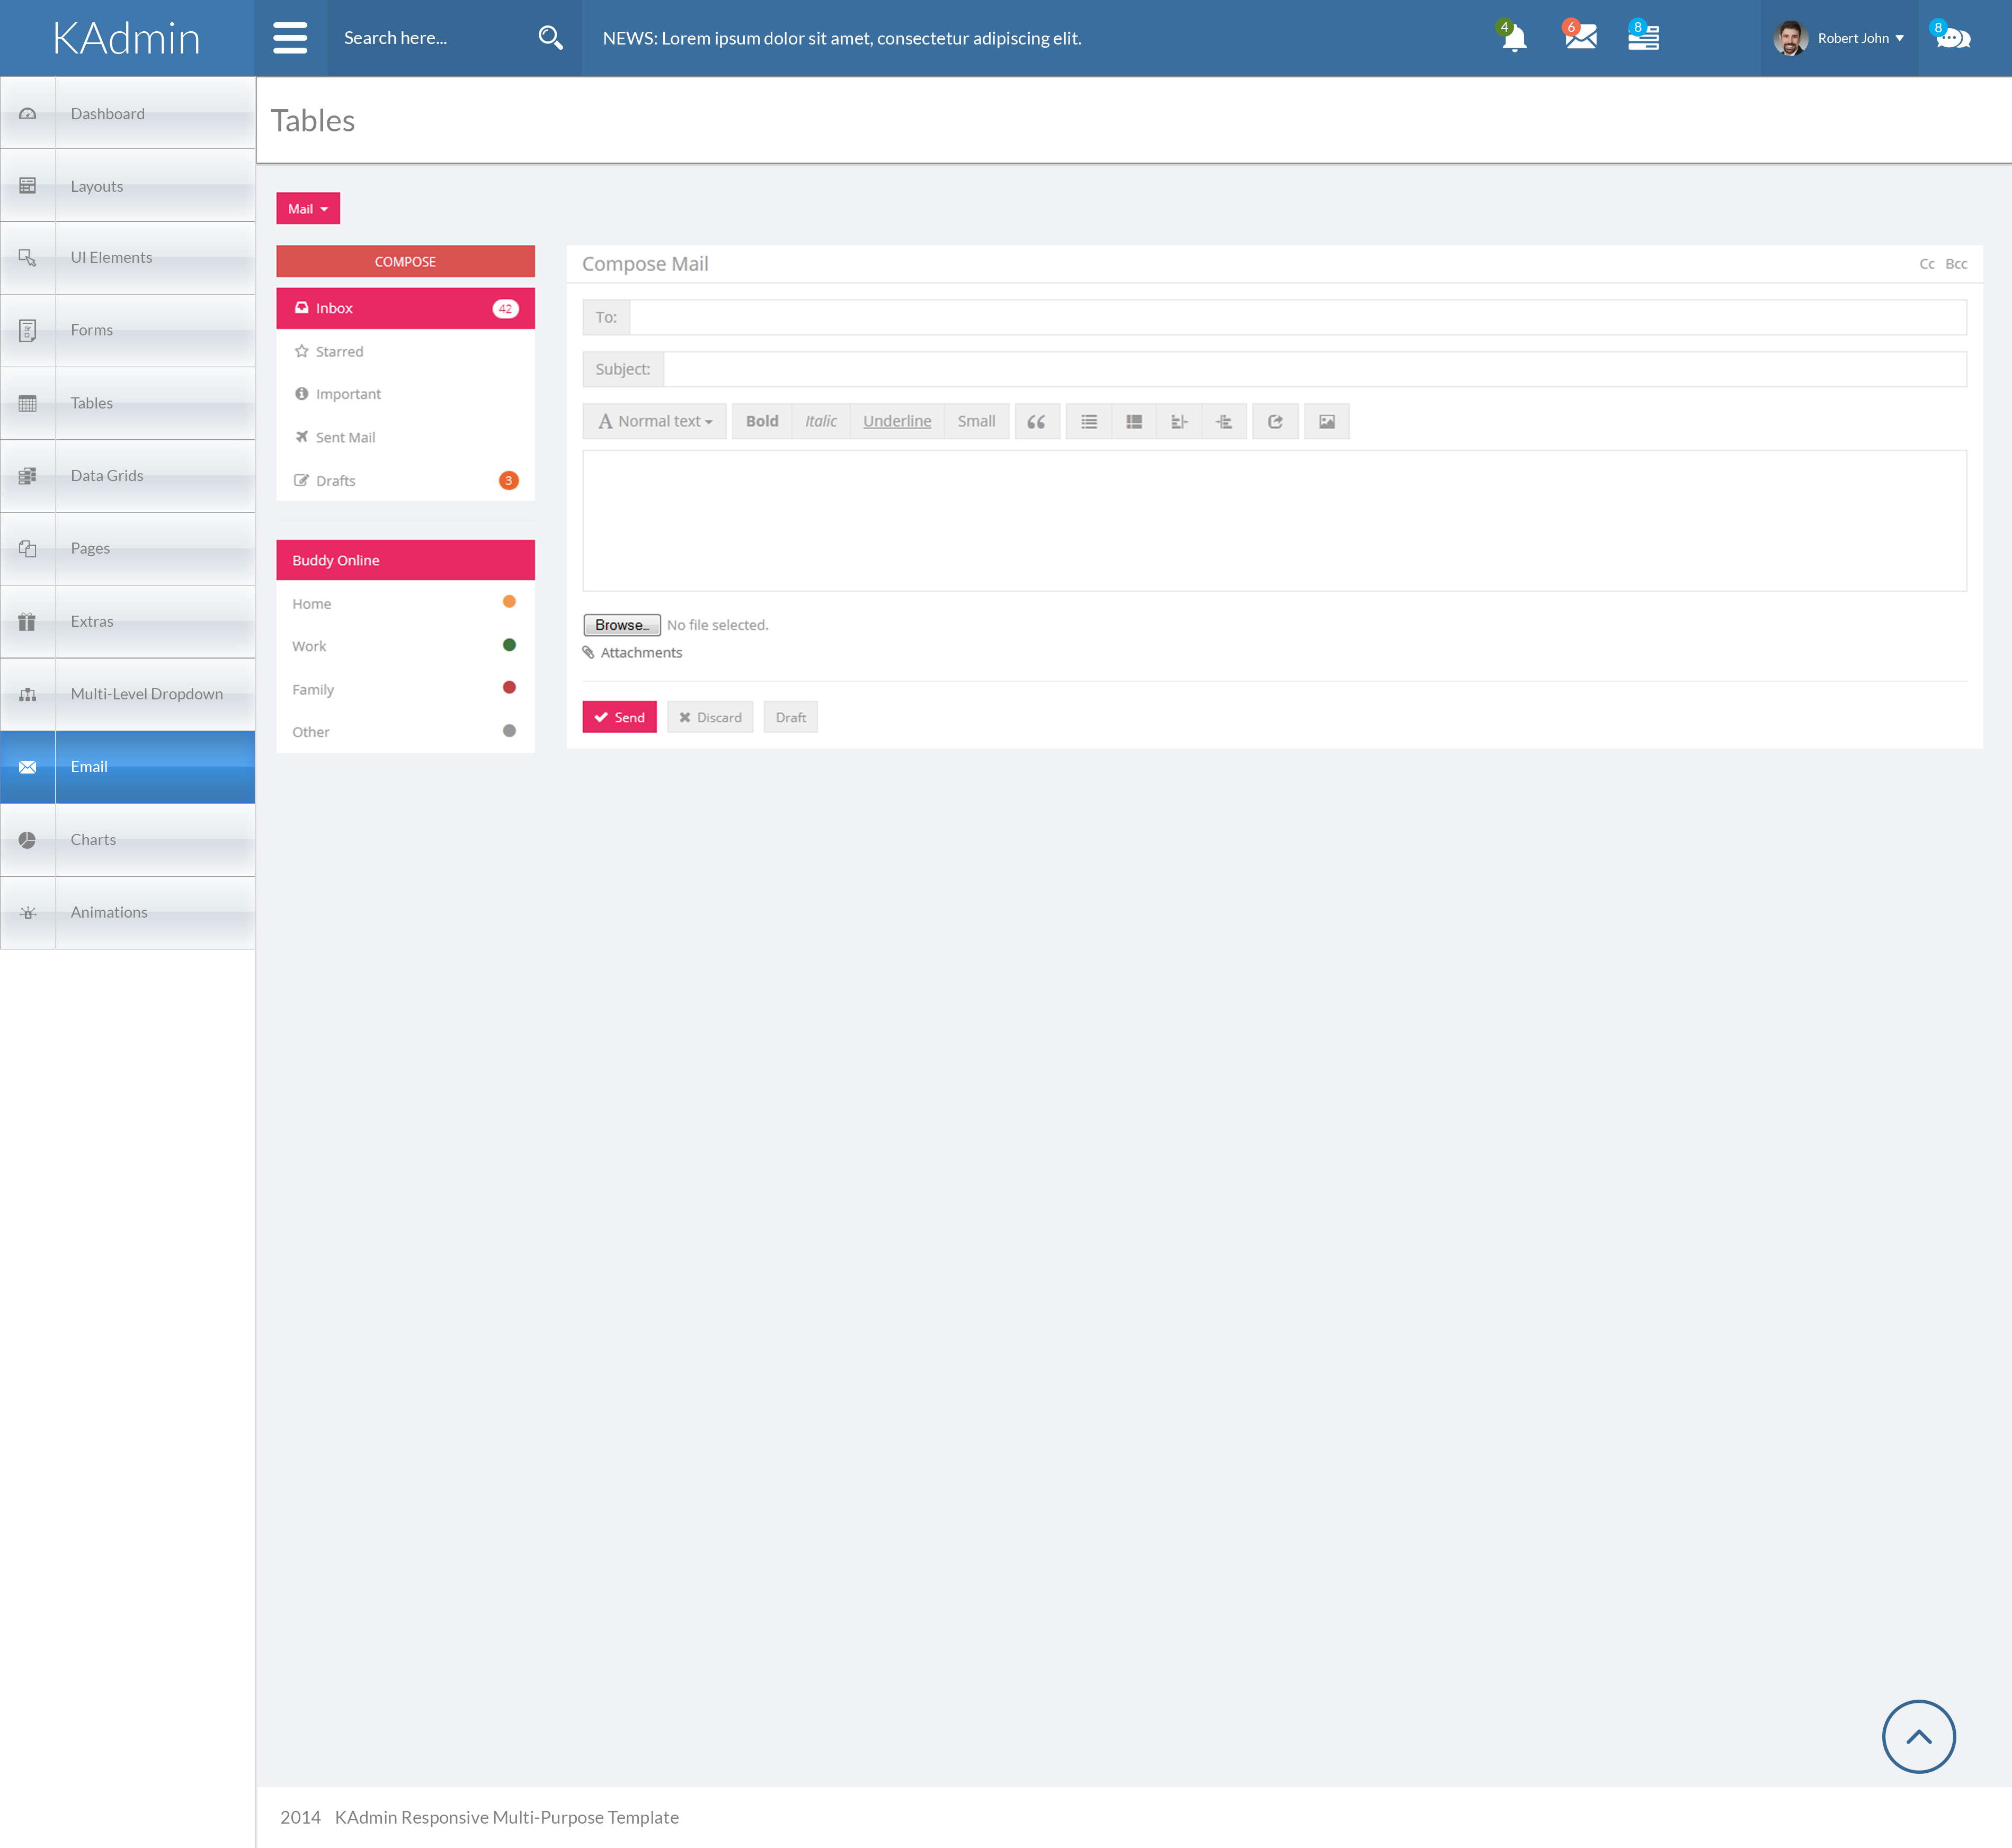 KAdmin
Search here...
NEWS: Lorem ipsum dolor sit amet, consectetur adipiscing elit.
4
6
8
Robert John
8
Dashboard
Layouts
UI Elements
Forms
Tables
Data Grids
Pages
Extras
Multi-Level Dropdown
Email
Charts
Animations
Tables
Mail
COMPOSE
Inbox 42
Starred
Important
Sent Mail
Drafts 3
Buddy Online
Home
Work
Family
Other
Compose Mail Cc Bcc
To:
Subject:
A Normal text Bold Italic Underline Small
Browse... No file selected.
Attachments
Send Discard Draft
2014 KAdmin Responsive Multi-Purpose Template